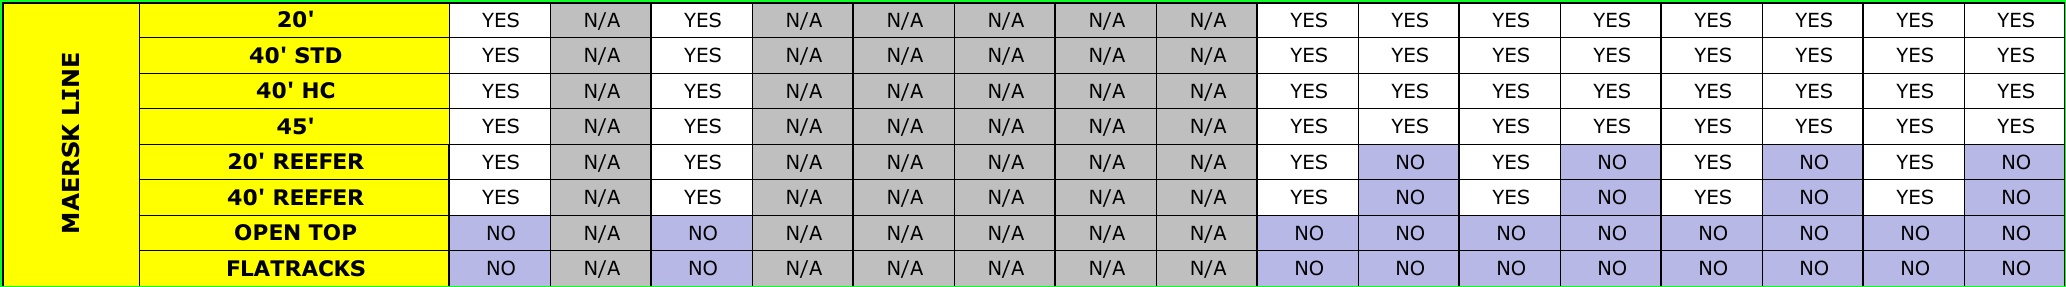 MAERSK LINE
20' YES N/A YES N/A N/A N/A N/A N/A YES YES YES YES YES YES YES YES
40' STD YES N/A YES N/A N/A N/A N/A N/A YES YES YES YES YES YES YES YES
40' HC YES N/A YES N/A N/A N/A N/A N/A YES YES YES YES YES YES YES YES
45' YES N/A YES N/A N/A N/A N/A N/A YES YES YES YES YES YES YES YES
20' REEFER YES N/A YES N/A N/A N/A N/A N/A YES NO YES NO YES NO YES NO
40' REEFER YES N/A YES N/A N/A N/A N/A N/A YES NO YES NO YES NO YES NO
OPEN TOP NO N/A NO N/A N/A N/A N/A N/A NO NO NO NO NO NO NO NO
FLATRACKS NO N/A NO N/A N/A N/A N/A N/A NO NO NO NO NO NO NO NO